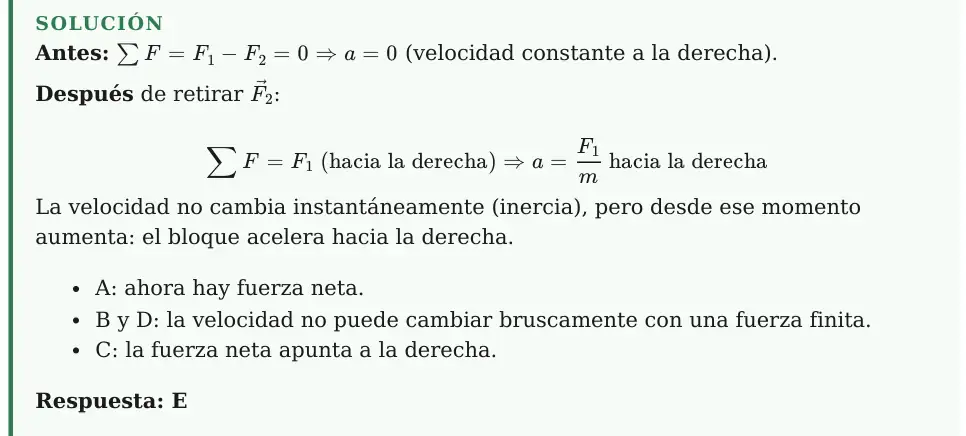 SOLUCIÓN
Antes: ∑ F = F₁ − F₂ = 0 ⇒ a = 0 (velocidad constante a la derecha).
Después de retirar F⃗₂:
∑ F = F₁ (hacia la derecha) ⇒ a = F₁/m hacia la derecha
La velocidad no cambia instantáneamente (inercia), pero desde ese momento
aumenta: el bloque acelera hacia la derecha.
• A: ahora hay fuerza neta.
• B y D: la velocidad no puede cambiar bruscamente con una fuerza finita.
• C: la fuerza neta apunta a la derecha.
Respuesta: E